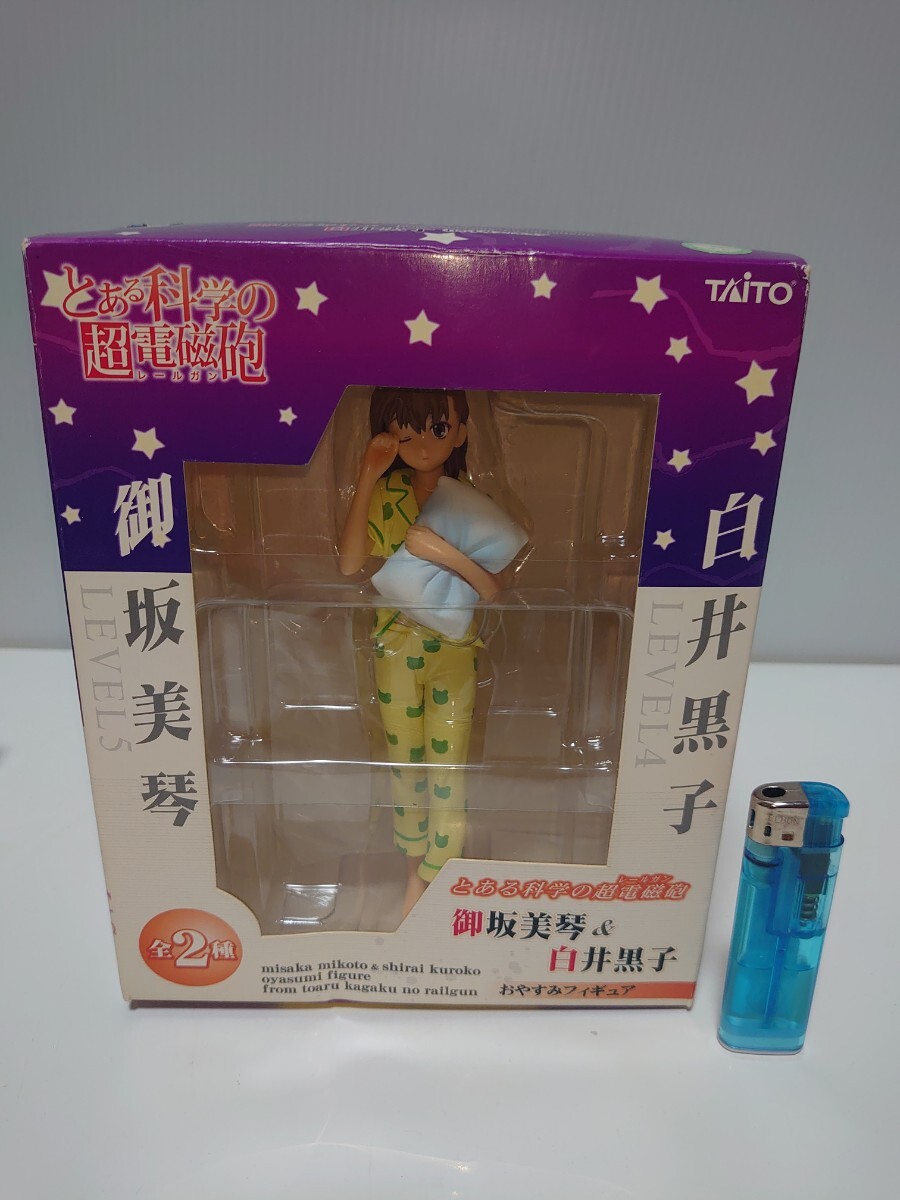 とある科学の
超電磁砲
レールガン
TAITO
御坂美琴
LEVEL5
白井黒子
LEVEL4
全2種
とある科学の超電磁砲
レールガン
御坂美琴&
白井黒子
misaka mikoto & shirai kuroko
oyasumi figure
from toaru kagaku no railgun
おやすみフィギュア